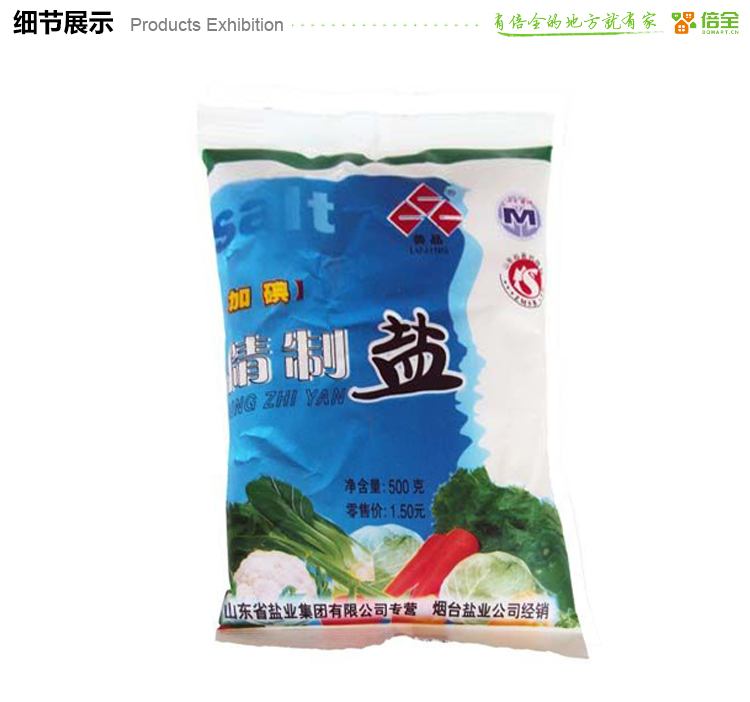 细节展示 Products Exhibition
有倍全的地方就有家 倍全
BQMART.CN
salt
加碘】
精制盐
ING ZHI YAN
净含量:500克
零售价:1.50元
山东省盐业集团有限公司专营 烟台盐业公司经销
M